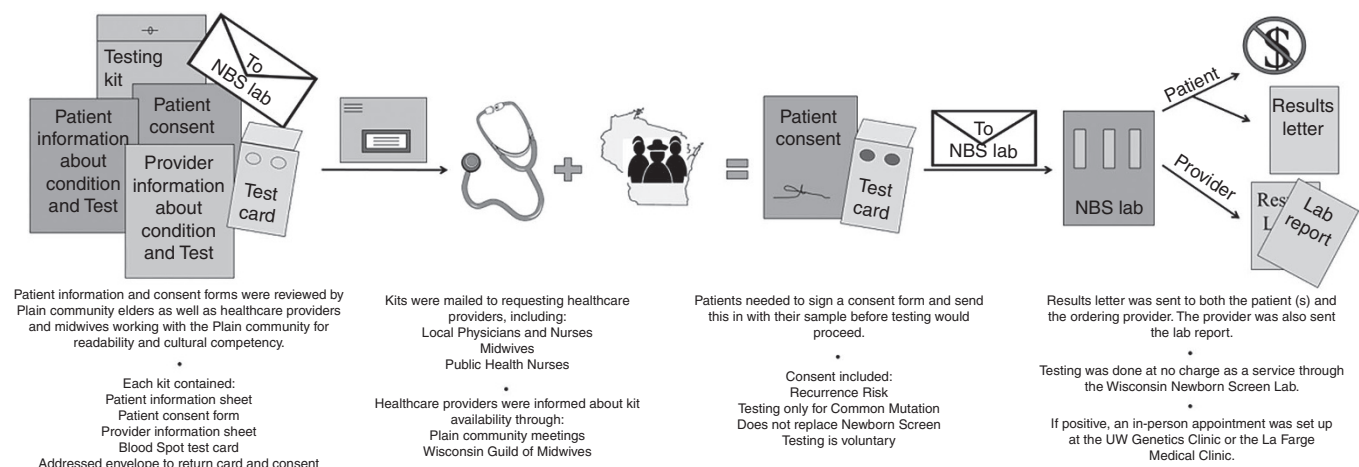 Testing
kit
To
NBS lab
Patient
information
about
condition
and Test
Patient
consent
Provider
information
about
condition
and Test
Test
card
Patient
consent
Test
card
To
NBS lab
NBS lab
Patient
$
Results
letter
Provider
Res
L
Lab
report
Patient information and consent forms were reviewed by
Plain community elders as well as healthcare providers
and midwives working with the Plain community for
readability and cultural competency.
•
Each kit contained:
Patient information sheet
Patient consent form
Provider information sheet
Blood Spot test card
Addressed envelope to return card and consent
Kits were mailed to requesting healthcare
providers, including:
Local Physicians and Nurses
Midwives
Public Health Nurses
•
Healthcare providers were informed about kit
availability through:
Plain community meetings
Wisconsin Guild of Midwives
Patients needed to sign a consent form and send
this in with their sample before testing would
proceed.
•
Consent included:
Recurrence Risk
Testing only for Common Mutation
Does not replace Newborn Screen
Testing is voluntary
Results letter was sent to both the patient (s) and
the ordering provider. The provider was also sent
the lab report.
•
Testing was done at no charge as a service through
the Wisconsin Newborn Screen Lab.
•
If positive, an in-person appointment was set up
at the UW Genetics Clinic or the La Farge
Medical Clinic.